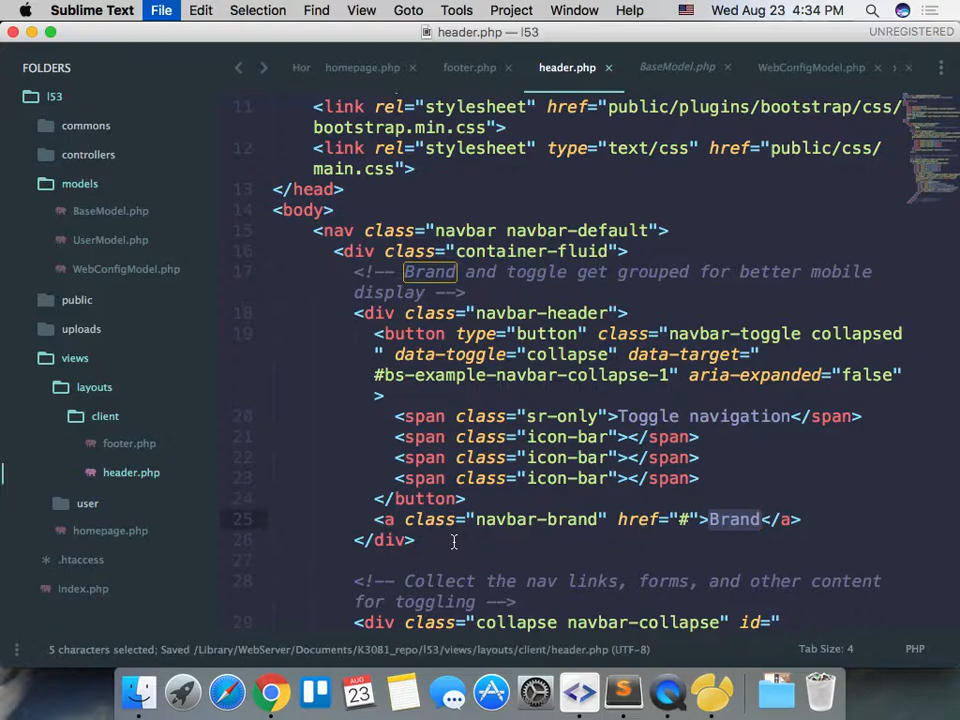 Sublime Text File Edit Selection Find View Goto Tools Project Window Help Wed Aug 23 4:34 PM
header.php — l53 UNREGISTERED
FOLDERS
l53
commons
controllers
models
BaseModel.php
UserModel.php
WebConfigModel.php
public
uploads
views
layouts
client
footer.php
header.php
user
homepage.php
.htaccess
Index.php
Hor homepage.php × footer.php × header.php × BaseModel.php × WebConfigModel.php × ×
11 <link rel="stylesheet" href="public/plugins/bootstrap/css/
bootstrap.min.css">
12 <link rel="stylesheet" type="text/css" href="public/css/
main.css">
13 </head>
14 <body>
15 <nav class="navbar navbar-default">
16 <div class="container-fluid">
17 <!-- Brand and toggle get grouped for better mobile
display -->
18 <div class="navbar-header">
19 <button type="button" class="navbar-toggle collapsed
" data-toggle="collapse" data-target="
#bs-example-navbar-collapse-1" aria-expanded="false"
>
20 <span class="sr-only">Toggle navigation</span>
21 <span class="icon-bar"></span>
22 <span class="icon-bar"></span>
23 <span class="icon-bar"></span>
24 </button>
25 <a class="navbar-brand" href="#">Brand</a>
26 </div>
27
28 <!-- Collect the nav links, forms, and other content
for toggling -->
29 <div class="collapse navbar-collapse" id="
5 characters selected; Saved /Library/WebServer/Documents/K3081_repo/l53/views/layouts/client/header.php (UTF-8) Tab Size: 4 PHP
AUG
23